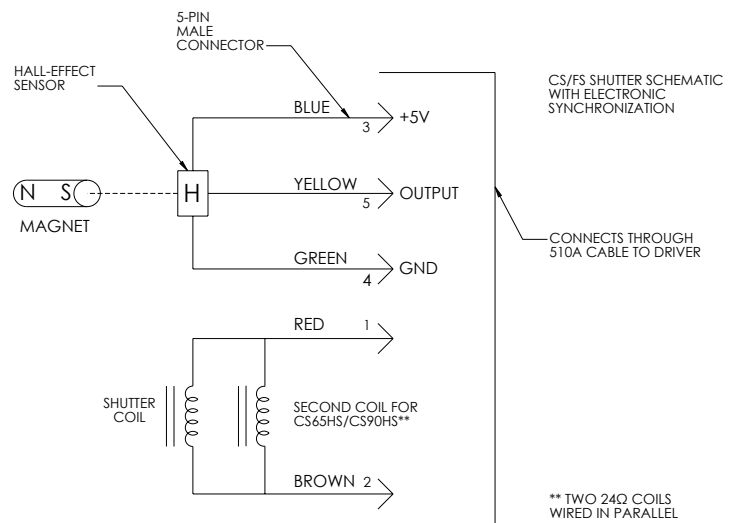 5-PIN
MALE
CONNECTOR
HALL-EFFECT
SENSOR
CS/FS SHUTTER SCHEMATIC
WITH ELECTRONIC
SYNCHRONIZATION
BLUE
3
+5V
N S
H
YELLOW
5
OUTPUT
MAGNET
CONNECTS THROUGH
510A CABLE TO DRIVER
GREEN
4
GND
RED
1
SHUTTER
COIL
SECOND COIL FOR
CS65HS/CS90HS**
BROWN
2
** TWO 24Ω COILS
WIRED IN PARALLEL